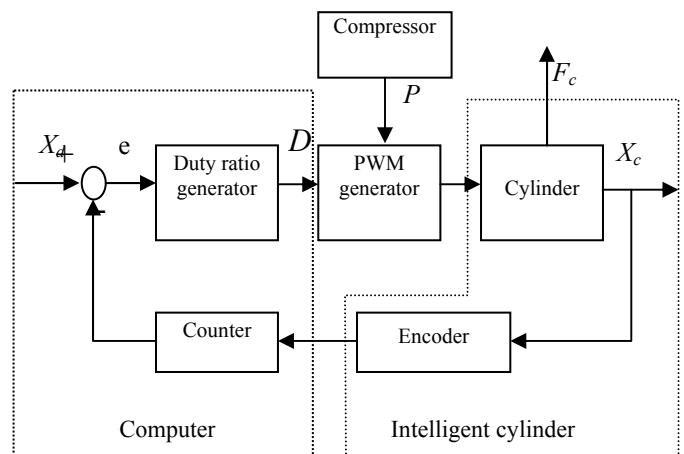 Compressor
F_c
P
X_d
+
e
Duty ratio
generator
D
PWM
generator
Cylinder
X_c
-
Counter
Encoder
Computer
Intelligent cylinder